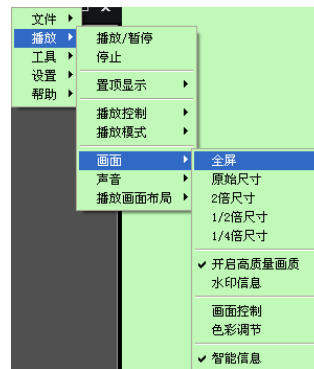 文件
播放
工具
设置
帮助
播放/暂停
停止
置顶显示
播放控制
播放模式
画面
声音
播放画面布局
全屏
原始尺寸
2倍尺寸
1/2倍尺寸
1/4倍尺寸
开启高质量画质
水印信息
画面控制
色彩调节
智能信息